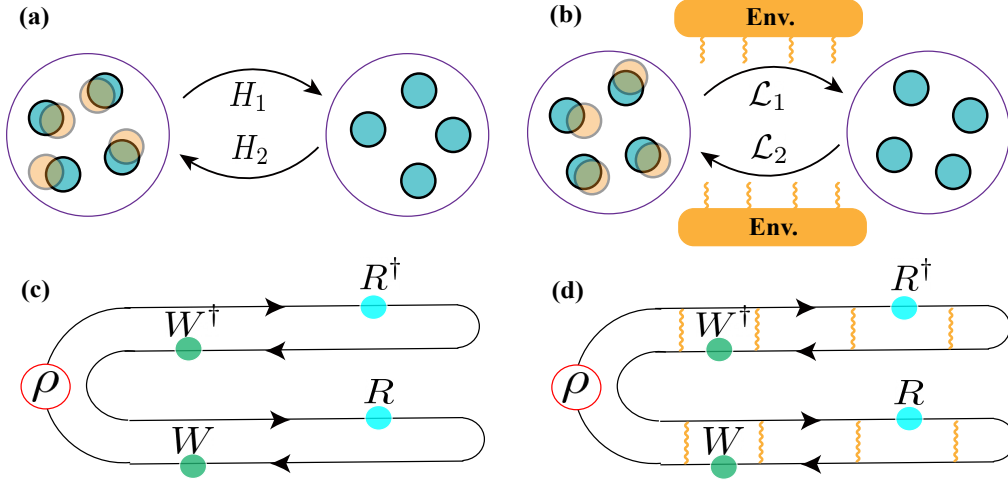 (a)
H₁
H₂
(b)
Env.
ℒ₁
ℒ₂
Env.
(c)
R†
W†
ρ
R
W
(d)
R†
W†
ρ
R
W